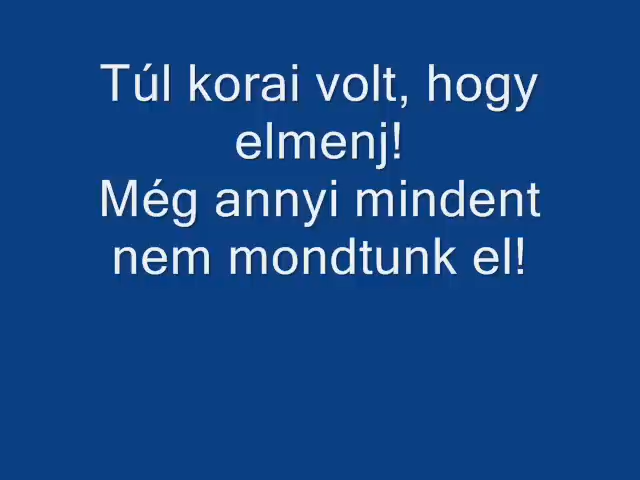 Túl korai volt, hogy
elmenj!
Még annyi mindent
nem mondtunk el!